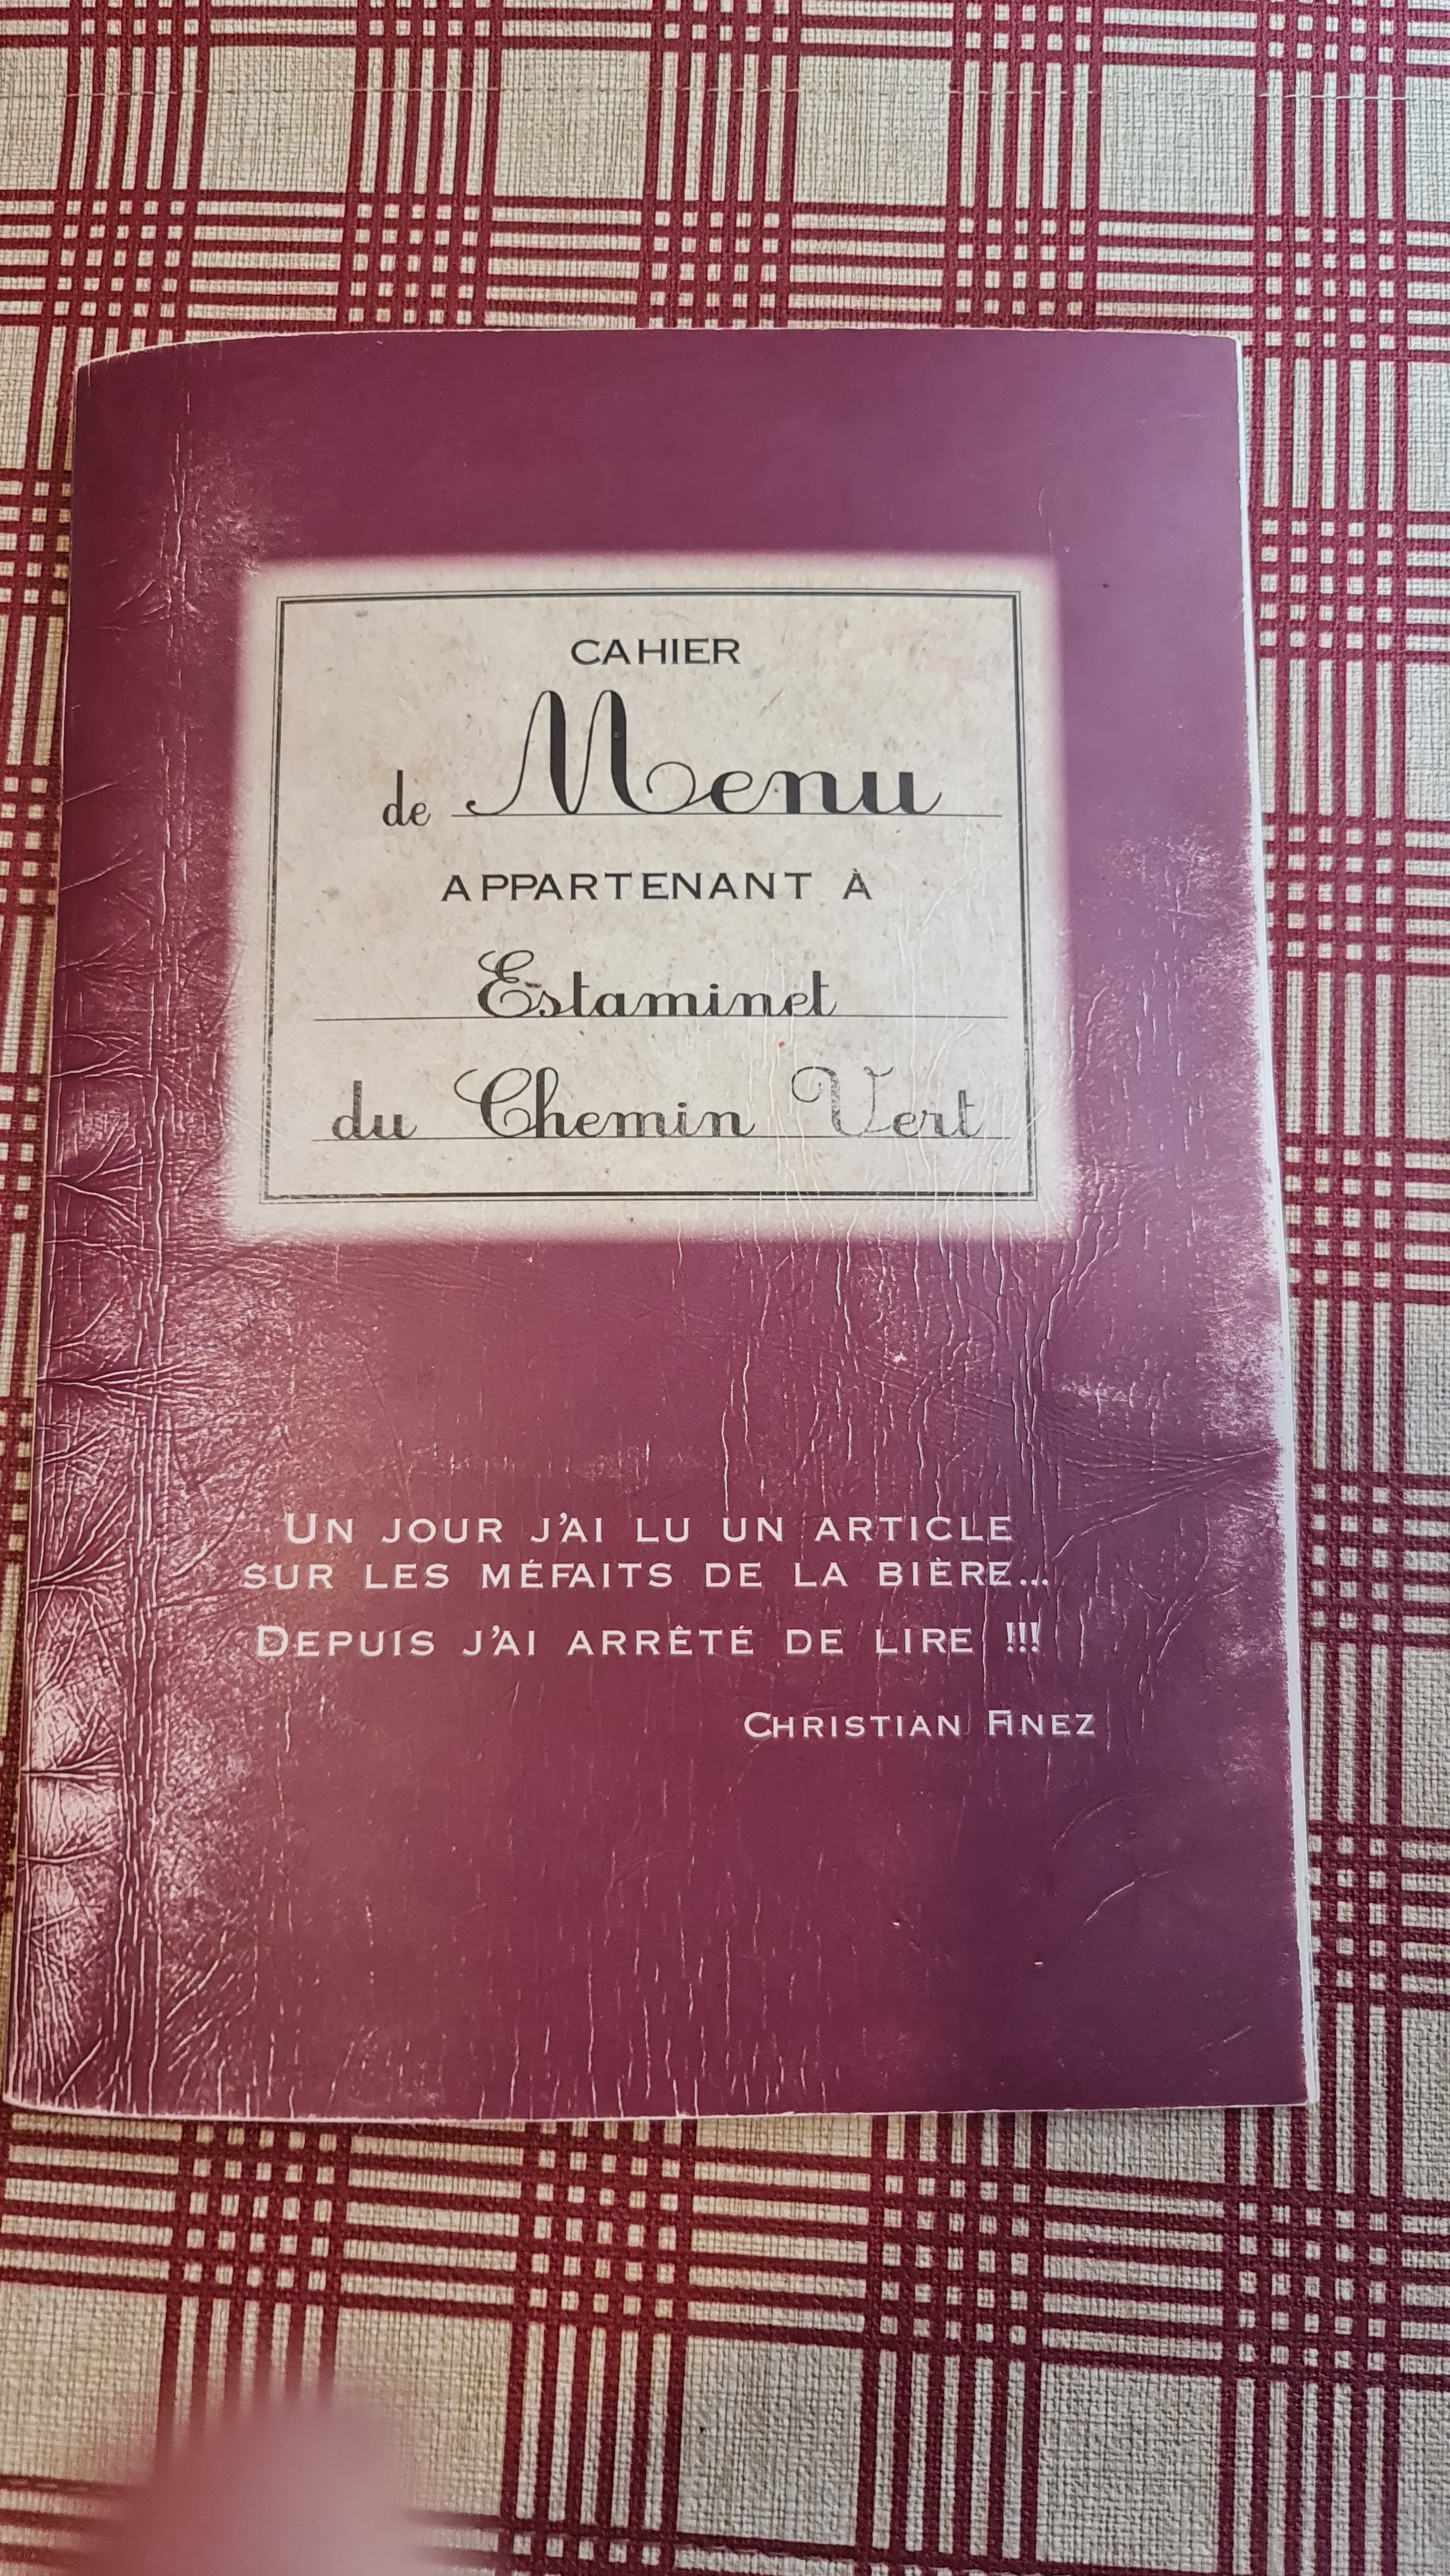 CAHIER
de Menu
APPARTENANT À
Estaminet
du Chemin Vert
UN JOUR J'AI LU UN ARTICLE
SUR LES MÉFAITS DE LA BIÈRE...
DEPUIS J'AI ARRÊTÉ DE LIRE !!!
CHRISTIAN FINEZ